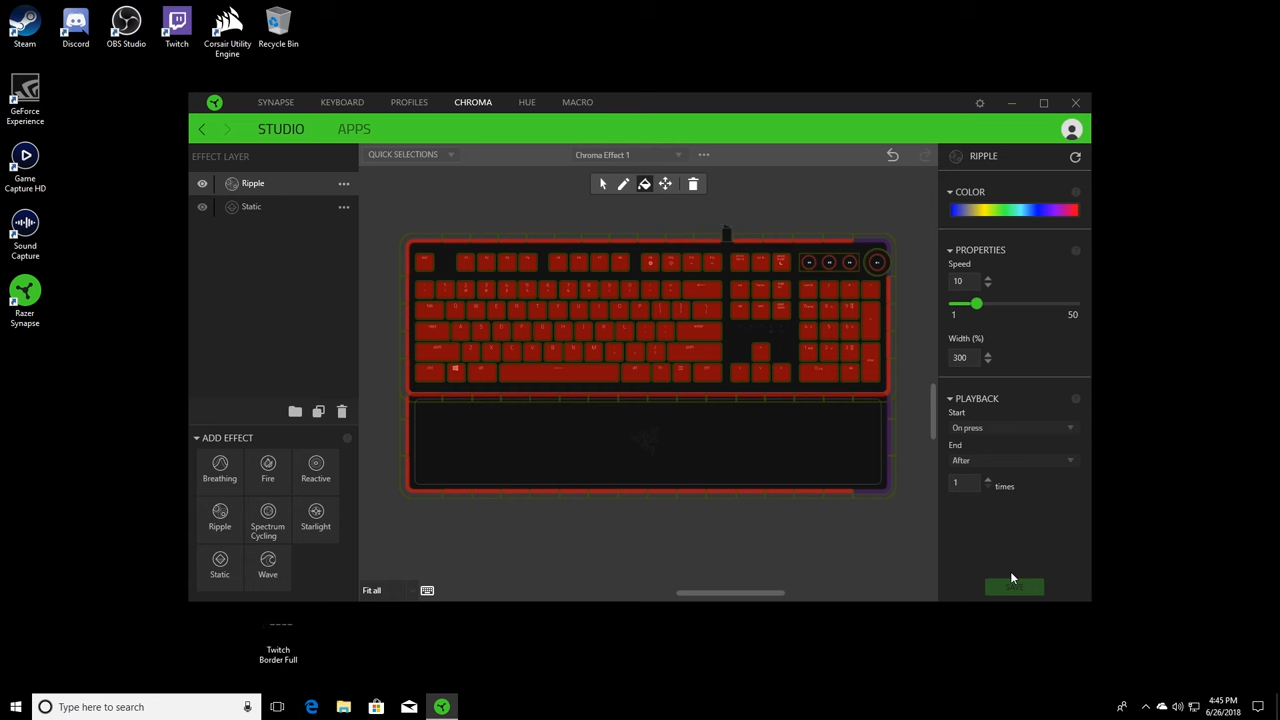 Steam
Discord
OBS Studio
Twitch
Corsair Utility
Engine
Recycle Bin
GeForce
Experience
Game
Capture HD
Sound
Capture
Razer
Synapse
SYNAPSE
KEYBOARD
PROFILES
CHROMA
HUE
MACRO
STUDIO
APPS
EFFECT LAYER
QUICK SELECTIONS
Chroma Effect 1
RIPPLE
Ripple
Static
COLOR
PROPERTIES
Speed
10
1
50
Width (%)
300
PLAYBACK
Start
On press
End
After
1
times
SAVE
ADD EFFECT
Breathing
Fire
Reactive
Ripple
Spectrum
Cycling
Starlight
Static
Wave
Fit all
Twitch
Border Full
Type here to search
4:45 PM
6/26/2018